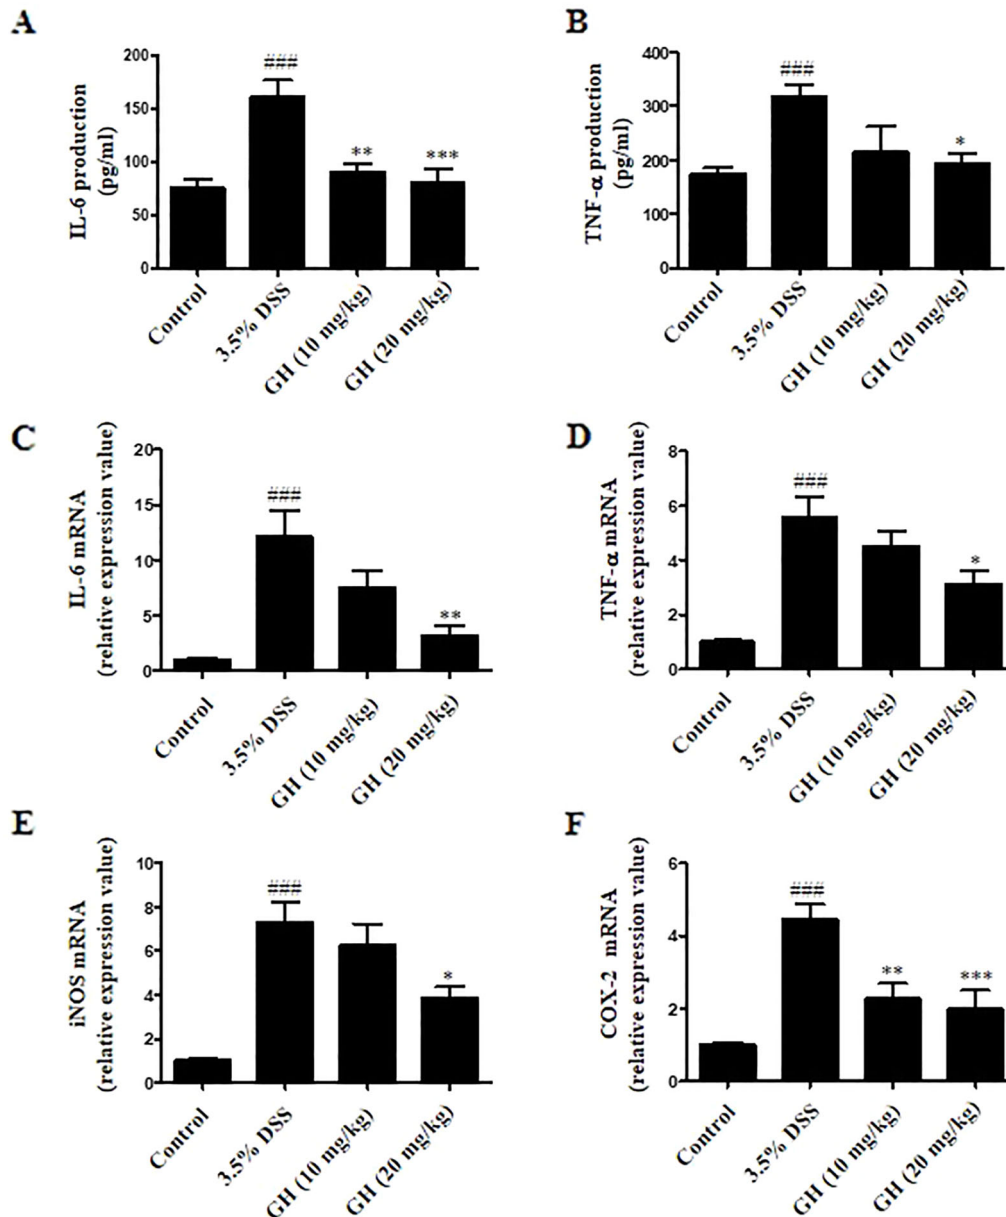 A
IL-6 production
(pg/ml)
200
150
100
50
0
###
**
***
Control
3.5% DSS
GH (10 mg/kg)
GH (20 mg/kg)
B
TNF-α production
(pg/ml)
400
300
200
100
0
###
*
Control
3.5% DSS
GH (10 mg/kg)
GH (20 mg/kg)
C
IL-6 mRNA
(relative expression value)
20
15
10
5
0
###
**
Control
3.5% DSS
GH (10 mg/kg)
GH (20 mg/kg)
D
TNF-α mRNA
(relative expression value)
8
6
4
2
0
###
*
Control
3.5% DSS
GH (10 mg/kg)
GH (20 mg/kg)
E
iNOS mRNA
(relative expression value)
10
8
6
4
2
0
###
*
Control
3.5% DSS
GH (10 mg/kg)
GH (20 mg/kg)
F
COX-2 mRNA
(relative expression value)
6
4
2
0
###
**
***
Control
3.5% DSS
GH (10 mg/kg)
GH (20 mg/kg)